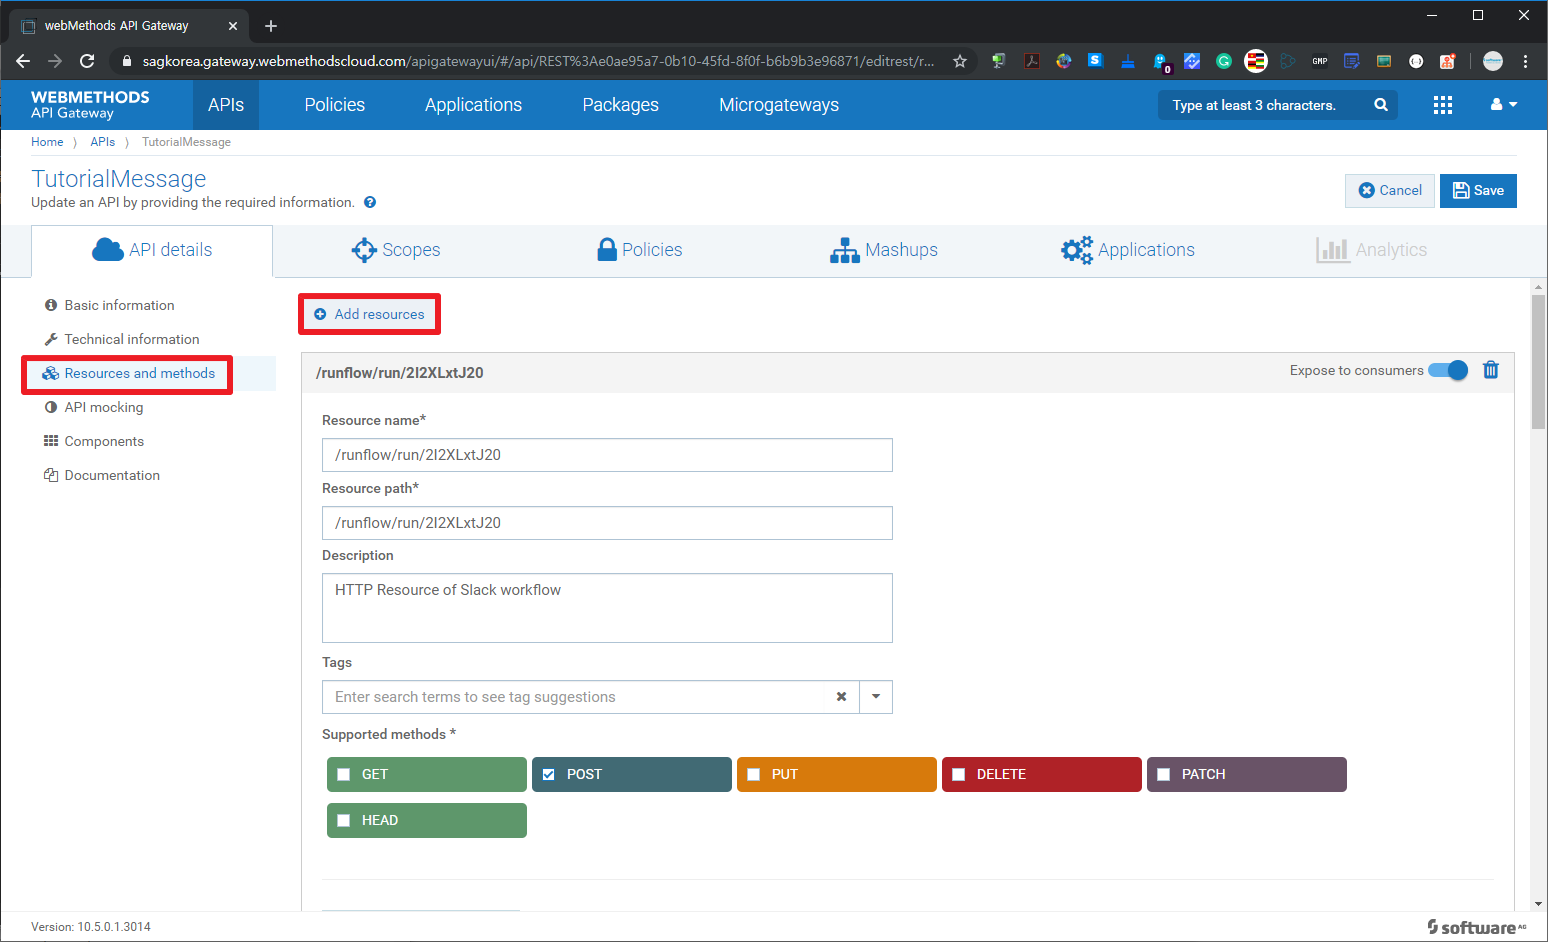 webMethods API Gateway
sagkorea.gateway.webmethodscloud.com/apigatewayui/#/api/REST%3Ae0ae95a7-0b10-45fd-8f0f-b6b9b3e96871/editrest/r...
S
0
G
GMP
WEBMETHODS
API Gateway
APIs
Policies
Applications
Packages
Microgateways
Type at least 3 characters.
Home
APIs
TutorialMessage
TutorialMessage
Update an API by providing the required information.
Cancel
Save
API details
Scopes
Policies
Mashups
Applications
Analytics
Basic information
Technical information
Resources and methods
API mocking
Components
Documentation
Add resources
/runflow/run/2I2XLxtJ20
Expose to consumers
Resource name*
/runflow/run/2I2XLxtJ20
Resource path*
/runflow/run/2I2XLxtJ20
Description
HTTP Resource of Slack workflow
Tags
Enter search terms to see tag suggestions
Supported methods *
GET
POST
PUT
DELETE
PATCH
HEAD
Version: 10.5.0.1.3014
software AG